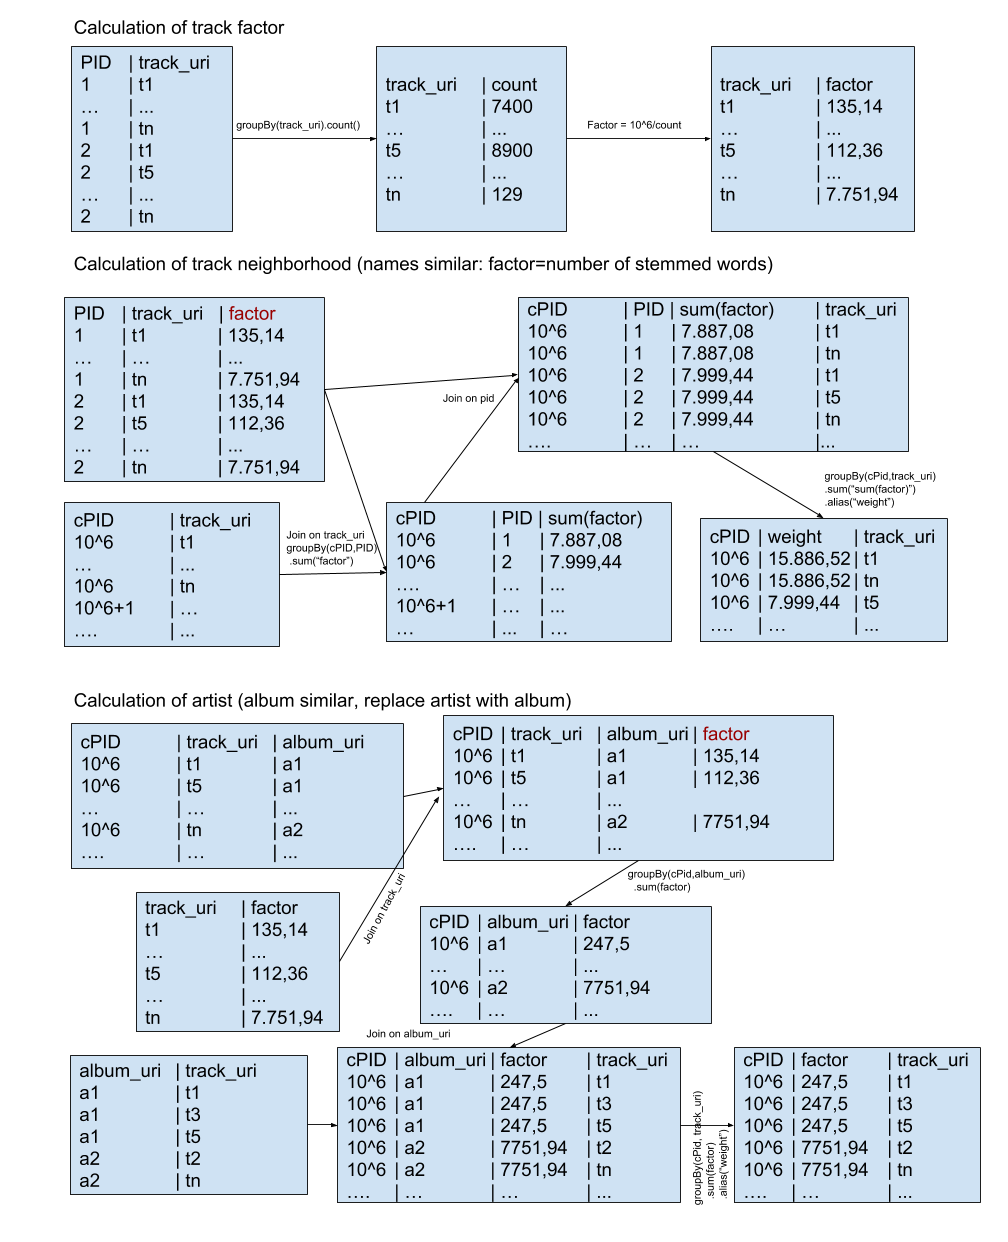 Calculation of track factor
PID | track_uri
1 | t1
... | ...
1 | tn
2 | t1
2 | t5
... | ...
2 | tn
groupBy(track_uri).count()
track_uri | count
t1 | 7400
... | ...
t5 | 8900
... | ...
tn | 129
Factor = 10^6/count
track_uri | factor
t1 | 135,14
... | ...
t5 | 112,36
... | ...
tn | 7.751,94
Calculation of track neighborhood (names similar: factor=number of stemmed words)
PID | track_uri | factor
1 | t1 | 135,14
... | ... | ...
1 | tn | 7.751,94
2 | t1 | 135,14
2 | t5 | 112,36
... | ... | ...
2 | tn | 7.751,94
cPID | track_uri
10^6 | t1
... | ...
10^6 | tn
10^6+1 | ...
.... | ...
Join on track_uri
groupBy(cPID,PID)
.sum("factor")
cPID | PID | sum(factor)
10^6 | 1 | 7.887,08
10^6 | 2 | 7.999,44
.... | ... | ...
10^6+1 | ... | ...
... | ... | ...
Join on pid
cPID | PID | sum(factor) | track_uri
10^6 | 1 | 7.887,08 | t1
10^6 | 1 | 7.887,08 | tn
10^6 | 2 | 7.999,44 | t1
10^6 | 2 | 7.999,44 | t5
10^6 | 2 | 7.999,44 | tn
.... | ... | ... |...
groupBy(cPid,track_uri)
.sum("sum(factor)")
.alias("weight")
cPID | weight | track_uri
10^6 | 15.886,52 | t1
10^6 | 15.886,52 | tn
10^6 | 7.999,44 | t5
.... | ... | ...
Calculation of artist (album similar, replace artist with album)
cPID | track_uri | album_uri
10^6 | t1 | a1
10^6 | t5 | a1
... | ... | ...
10^6 | tn | a2
.... | ... | ...
track_uri | factor
t1 | 135,14
... | ...
t5 | 112,36
... | ...
tn | 7.751,94
Join on track_uri
cPID | track_uri | album_uri | factor
10^6 | t1 | a1 | 135,14
10^6 | t5 | a1 | 112,36
... | ... | ...
10^6 | tn | a2 | 7751,94
.... | ... | ...
groupBy(cPid,album_uri)
.sum(factor)
cPID | album_uri | factor
10^6 | a1 | 247,5
... | ... | ...
10^6 | a2 | 7751,94
.... | ... | ...
Join on album_uri
album_uri | track_uri
a1 | t1
a1 | t3
a1 | t5
a2 | t2
a2 | tn
cPID | album_uri | factor | track_uri
10^6 | a1 | 247,5 | t1
10^6 | a1 | 247,5 | t3
10^6 | a1 | 247,5 | t5
10^6 | a2 | 7751,94 | t2
10^6 | a2 | 7751,94 | tn
.... | ... | ... | ...
groupBy(cPid, track_uri)
.sum(factor)
.alias("weight")
cPID | factor | track_uri
10^6 | 247,5 | t1
10^6 | 247,5 | t3
10^6 | 247,5 | t5
10^6 | 7751,94 | t2
10^6 | 7751,94 | tn
.... | ... | ...